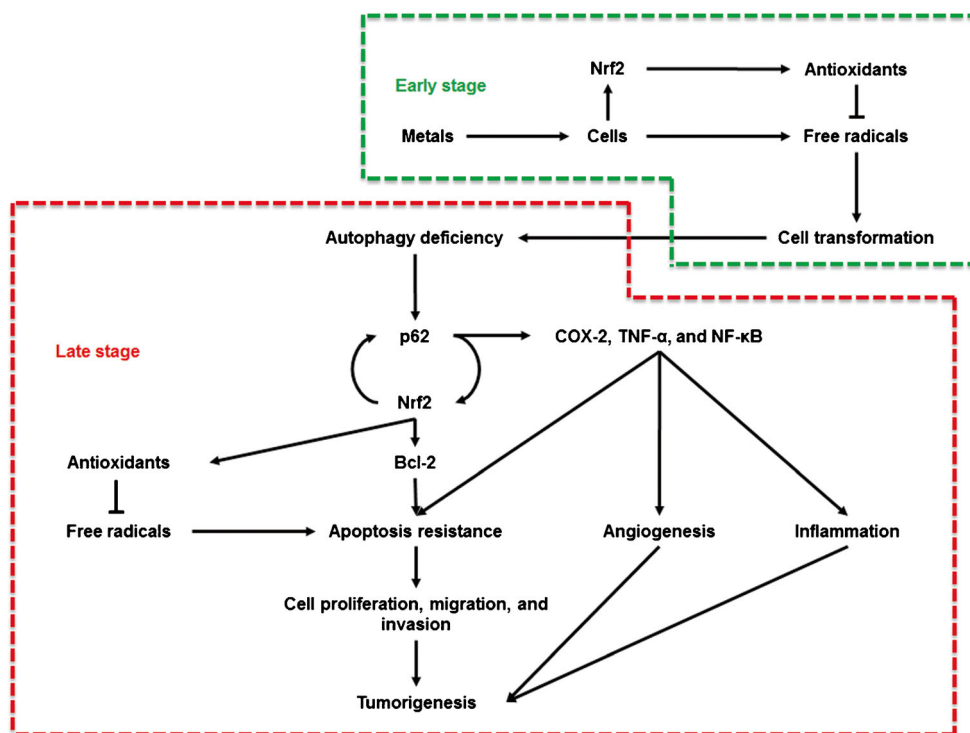 Nrf2
Antioxidants
Early stage
Metals
Cells
Free radicals
Autophagy deficiency
Cell transformation
p62
COX-2, TNF-α, and NF-κB
Late stage
Nrf2
Antioxidants
Bcl-2
Free radicals
Apoptosis resistance
Angiogenesis
Inflammation
Cell proliferation, migration, and
invasion
Tumorigenesis